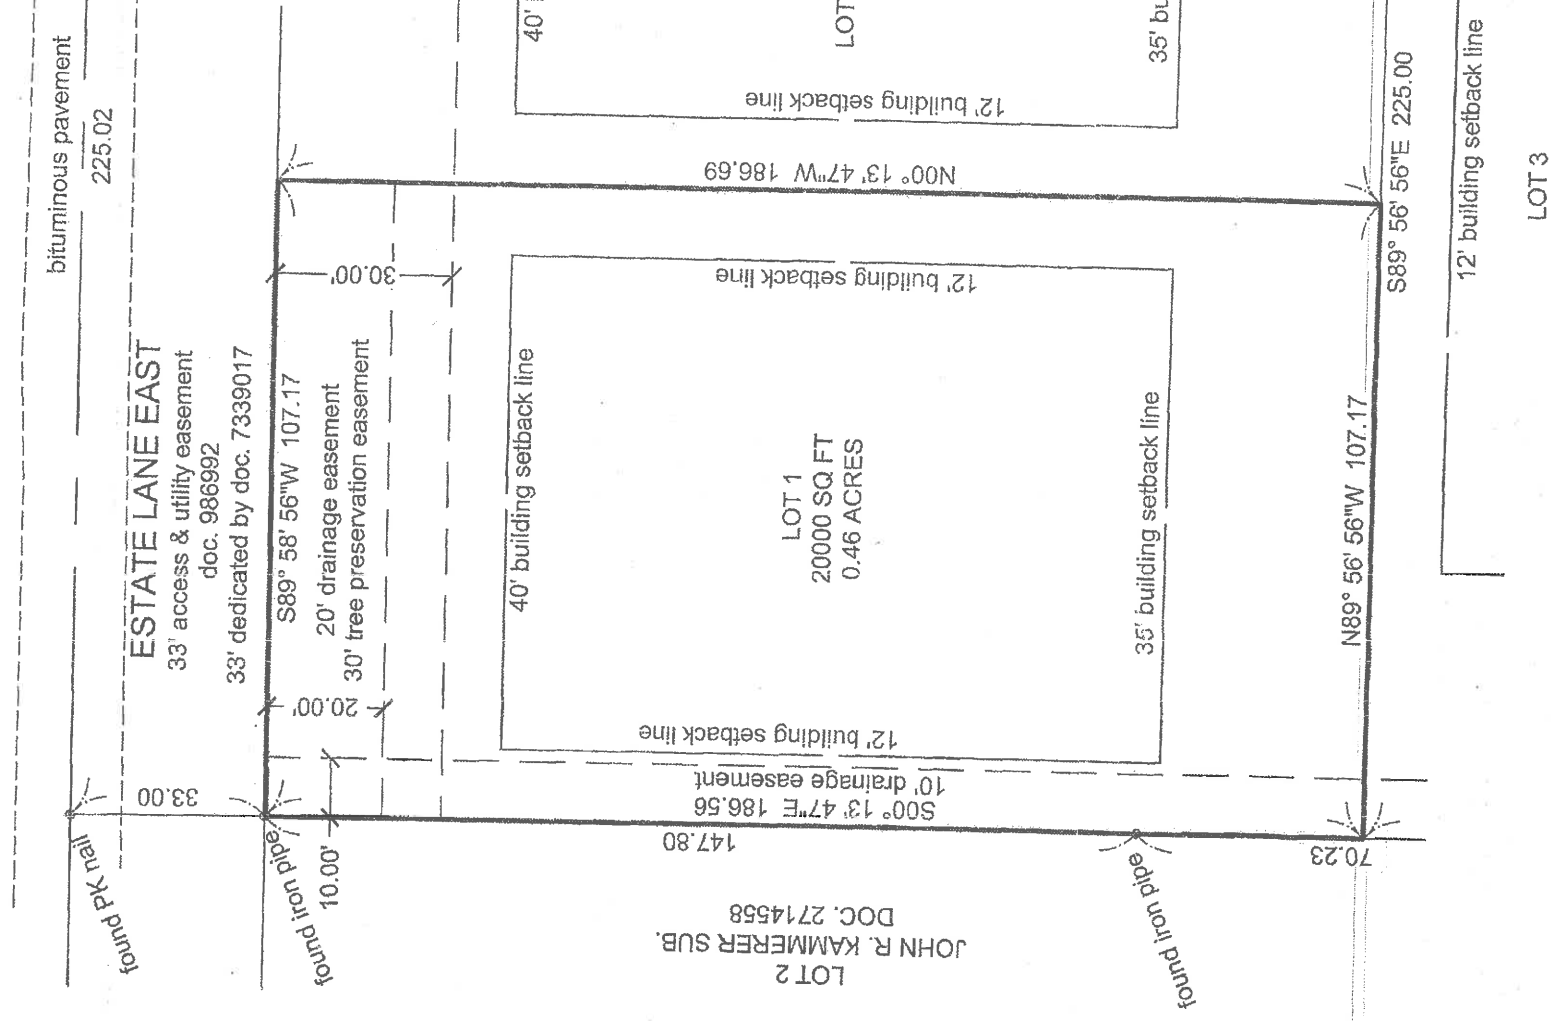 bituminous pavement
225.02
ESTATE LANE EAST
33' access & utility easement
doc. 986992
33' dedicated by doc. 7339017
S89° 58' 56"W 107.17
20' drainage easement
30' tree preservation easement
30.00'
20.00'
33.00
found PK nail
found iron pipe
10.00'
40' building setback line
12' building setback line
LOT 1
20000 SQ FT
0.46 ACRES
35' building setback line
12' building setback line
10' drainage easement
S00° 13' 47"E 186.56
147.80
70.23
found iron pipe
LOT 2
JOHN R. KAMMERER SUB.
DOC. 2714558
N00° 13' 47"W 186.69
12' building setback line
40'
LOT
35' bu
N89° 56' 56"W 107.17
S89° 56' 56"E 225.00
12' building setback line
LOT 3